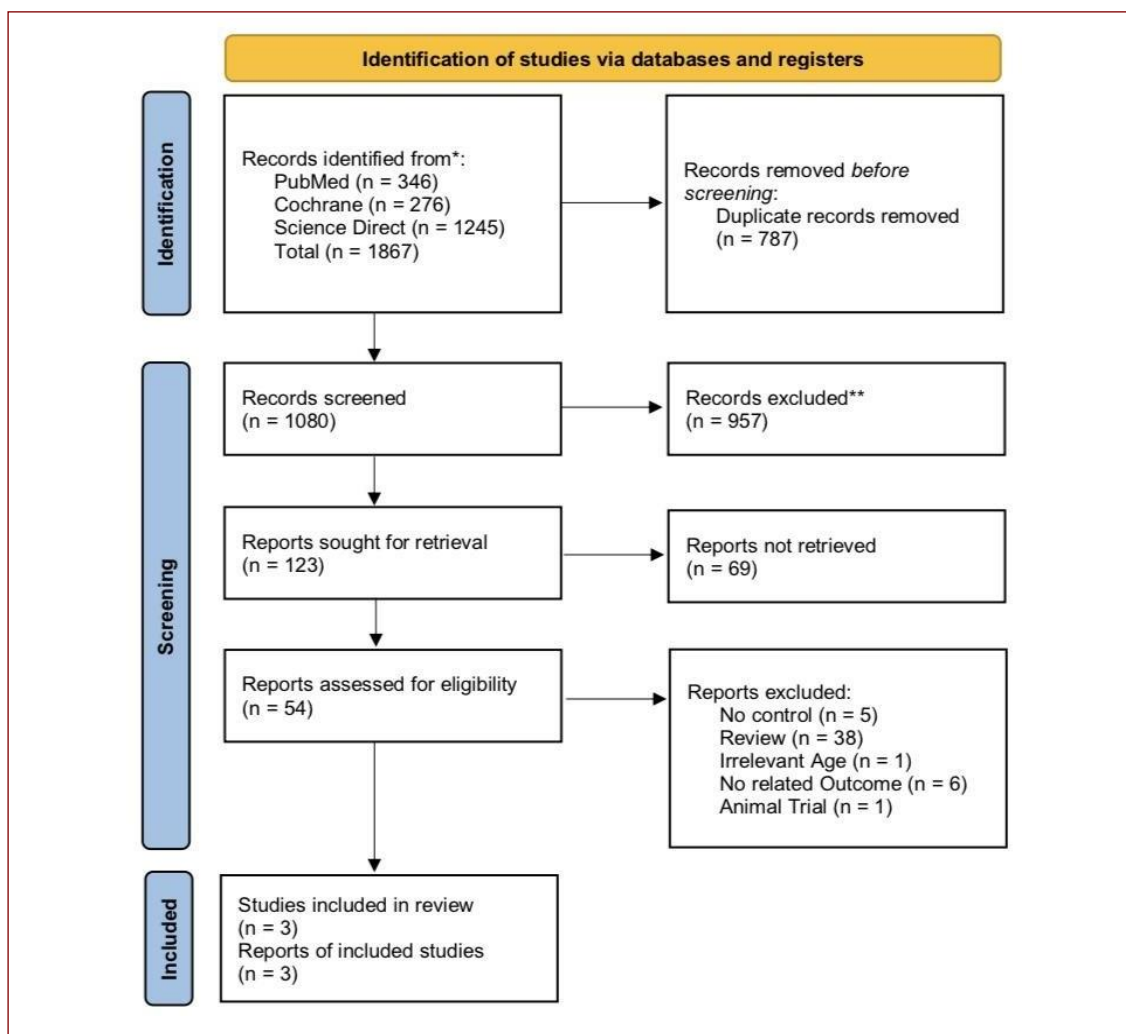 Identification of studies via databases and registers
Identification
Records identified from*:
PubMed (n = 346)
Cochrane (n = 276)
Science Direct (n = 1245)
Total (n = 1867)
Records removed before
screening:
Duplicate records removed
(n = 787)
Screening
Records screened
(n = 1080)
Records excluded**
(n = 957)
Reports sought for retrieval
(n = 123)
Reports not retrieved
(n = 69)
Reports assessed for eligibility
(n = 54)
Reports excluded:
No control (n = 5)
Review (n = 38)
Irrelevant Age (n = 1)
No related Outcome (n = 6)
Animal Trial (n = 1)
Included
Studies included in review
(n = 3)
Reports of included studies
(n = 3)